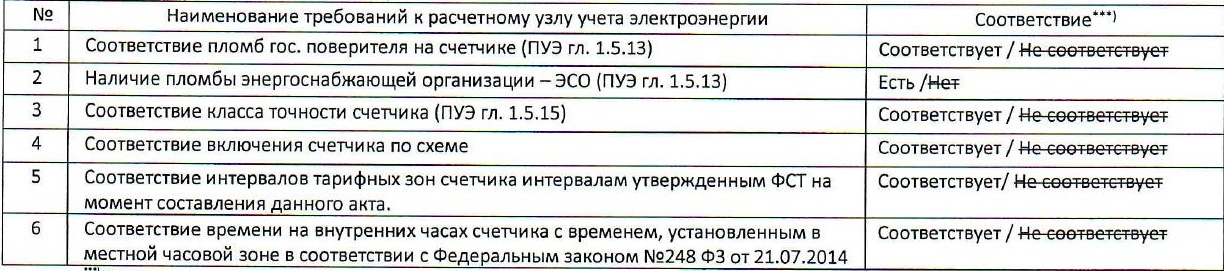 № Наименование требований к расчетному узлу учета электроэнергии Соответствие***)
1 Соответствие пломб гос. поверителя на счетчике (ПУЭ гл. 1.5.13) Соответствует / Не соответствует
2 Наличие пломбы энергоснабжающей организации – ЭСО (ПУЭ гл. 1.5.13) Есть /Нет
3 Соответствие класса точности счетчика (ПУЭ гл. 1.5.15) Соответствует / Не соответствует
4 Соответствие включения счетчика по схеме Соответствует / Не соответствует
5 Соответствие интервалов тарифных зон счетчика интервалам утвержденным ФСТ на Соответствует/ Не соответствует
момент составления данного акта.
6 Соответствие времени на внутренних часах счетчика с временем, установленным в Соответствует / Не соответствует
местной часовой зоне в соответствии с Федеральным законом №248 ФЗ от 21.07.2014
***)